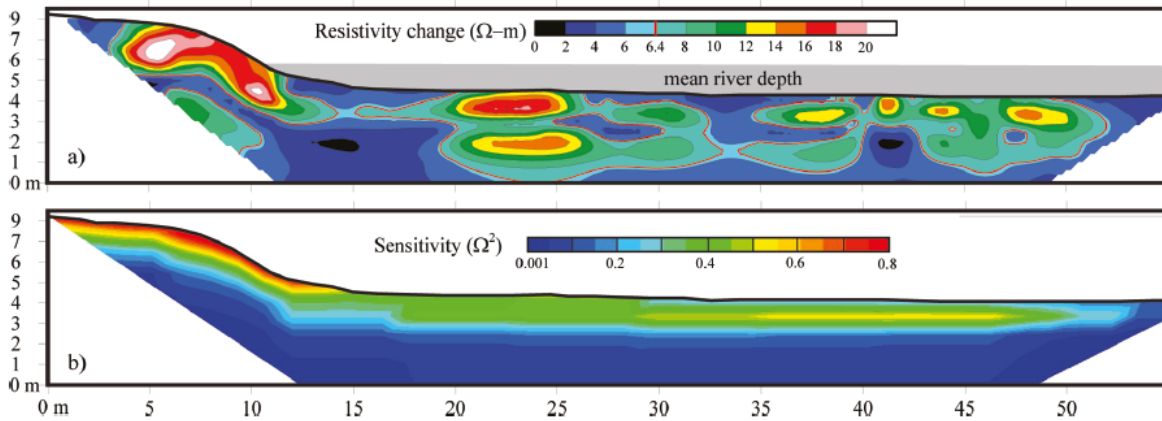 9
Resistivity change (Ω–m)
0 2 4 6 6.4 8 10 12 14 16 18 20
7
6
mean river depth
4
3
2
1
a)
0 m
9
Sensitivity (Ω²)
0.001 0.2 0.4 0.6 0.8
7
6
4
3
2
1
b)
0 m
0 m 5 10 15 20 25 30 35 40 45 50